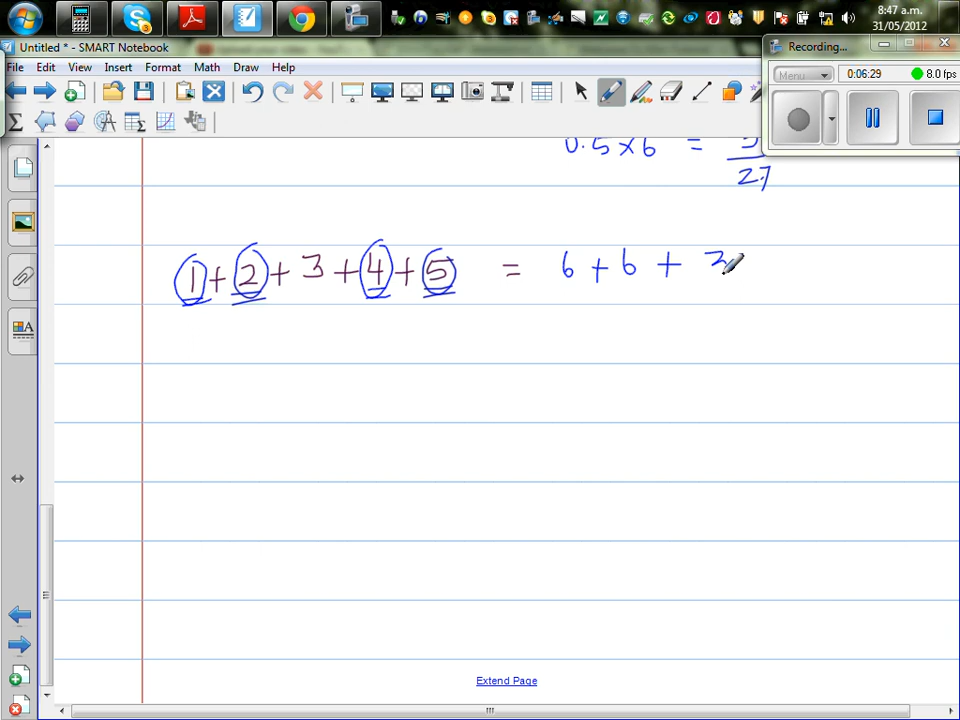 8:47 a.m.
31/05/2012
Untitled * - SMART Notebook
Recording...
File Edit View Insert Format Math Draw Help
Menu
0:06:29
8.0 fps
0.5 × 6 =
27
1 + 2 + 3 + 4 + 5 = 6 + 6 + 3
Extend Page